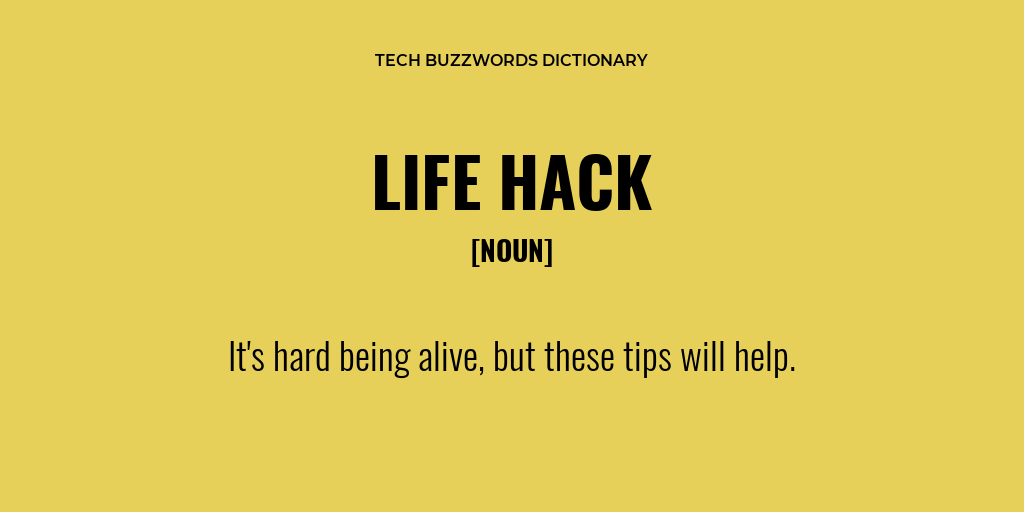 TECH BUZZWORDS DICTIONARY
LIFE HACK
[NOUN]
It's hard being alive, but these tips will help.